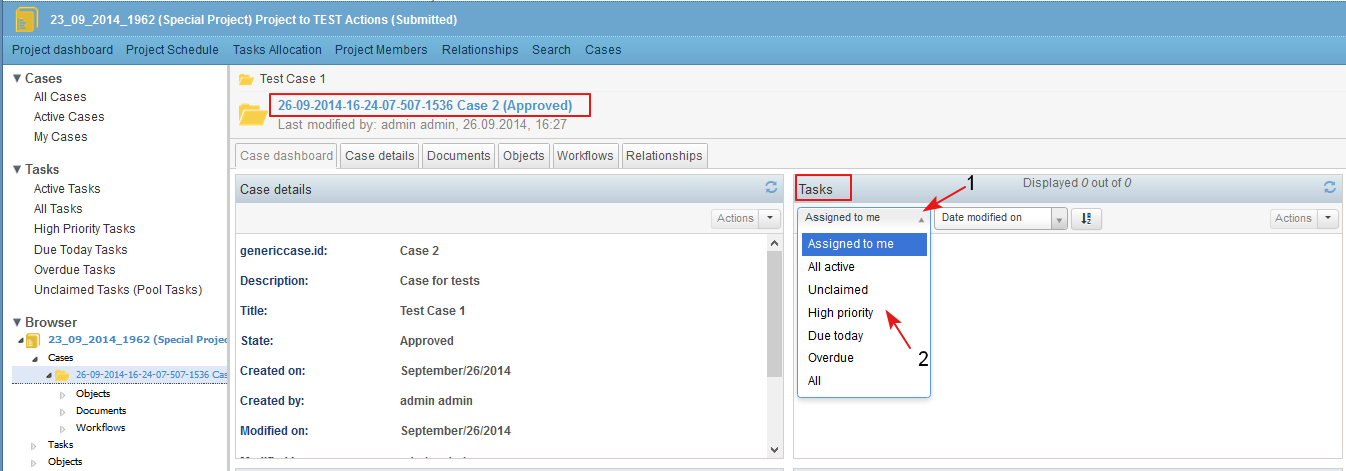 23_09_2014_1962 (Special Project) Project to TEST Actions (Submitted)
Project dashboard Project Schedule Tasks Allocation Project Members Relationships Search Cases
Cases
All Cases
Active Cases
My Cases
Tasks
Active Tasks
All Tasks
High Priority Tasks
Due Today Tasks
Overdue Tasks
Unclaimed Tasks (Pool Tasks)
Browser
23_09_2014_1962 (Special Projec
Cases
26-09-2014-16-24-07-507-1536 Cas
Objects
Documents
Workflows
Tasks
Objects
Test Case 1
26-09-2014-16-24-07-507-1536 Case 2 (Approved)
Last modified by: admin admin, 26.09.2014, 16:27
Case dashboard Case details Documents Objects Workflows Relationships
Case details
Actions
genericcase.id: Case 2
Description: Case for tests
Title: Test Case 1
State: Approved
Created on: September/26/2014
Created by: admin admin
Modified on: September/26/2014
Tasks
1
Displayed 0 out of 0
Assigned to me Date modified on Actions
Assigned to me
All active
Unclaimed
High priority
Due today
Overdue
All
2